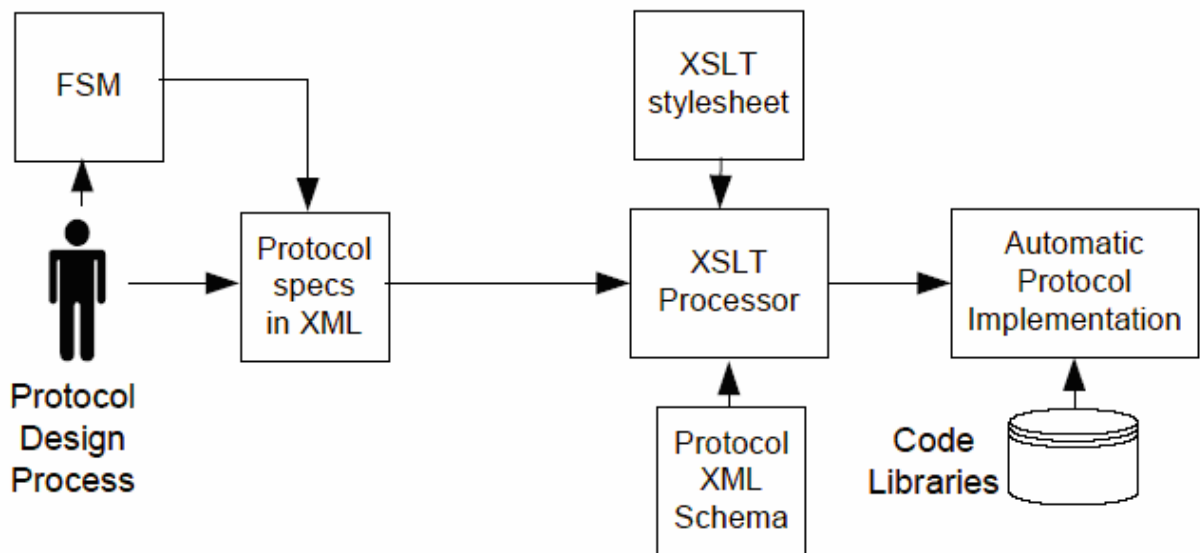 FSM
XSLT
stylesheet
Protocol
specs
in XML
XSLT
Processor
Automatic
Protocol
Implementation
Protocol
Design
Process
Protocol
XML
Schema
Code
Libraries